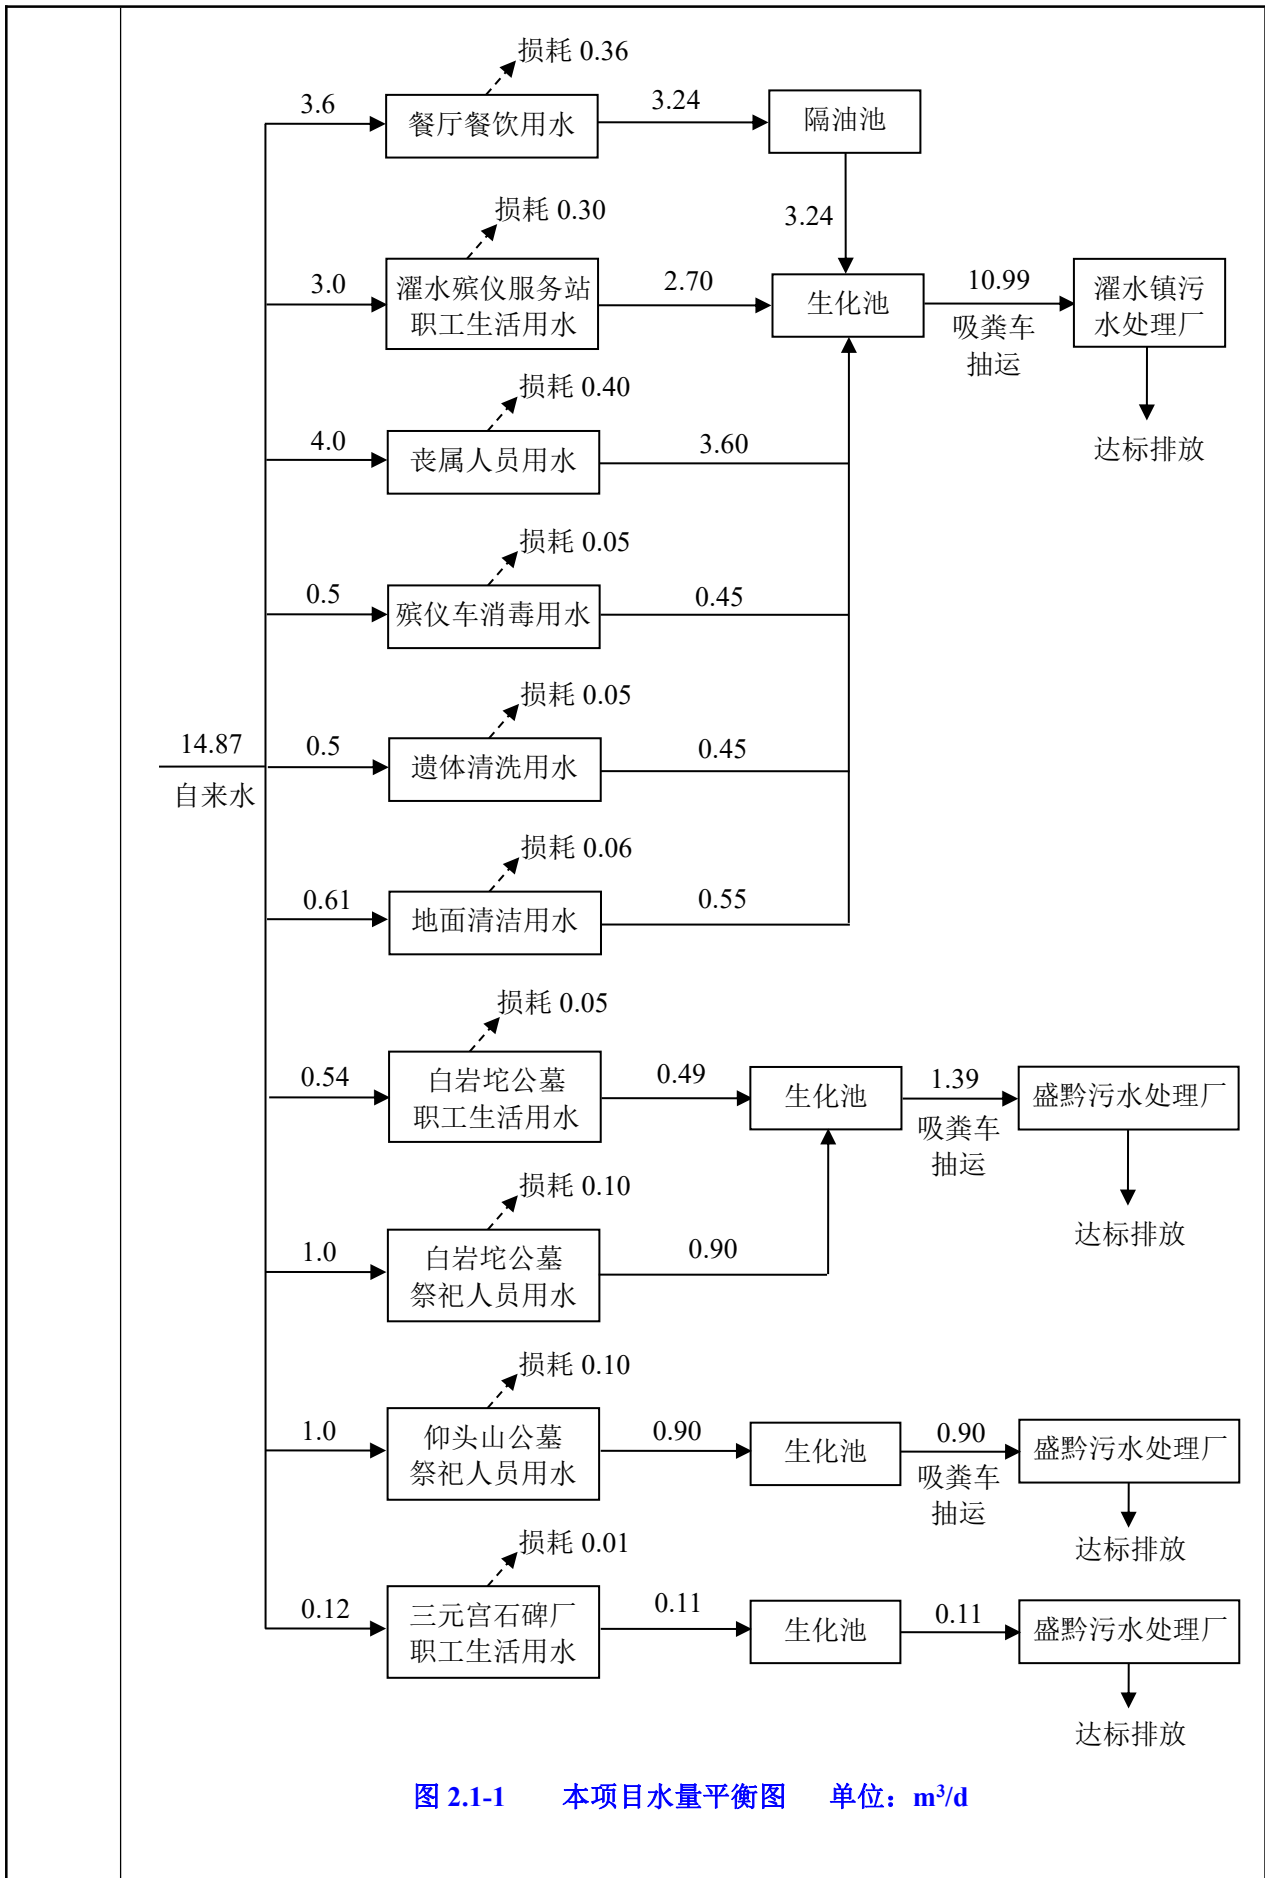 损耗 0.36
3.6
餐厅餐饮用水
3.24
隔油池
3.24
损耗 0.30
3.0
濯水殡仪服务站
职工生活用水
2.70
生化池
10.99
吸粪车
抽运
濯水镇污
水处理厂
达标排放
损耗 0.40
4.0
丧属人员用水
3.60
损耗 0.05
0.5
殡仪车消毒用水
0.45
损耗 0.05
14.87
自来水
0.5
遗体清洗用水
0.45
损耗 0.06
0.61
地面清洁用水
0.55
损耗 0.05
0.54
白岩坨公墓
职工生活用水
0.49
生化池
1.39
吸粪车
抽运
盛黔污水处理厂
达标排放
损耗 0.10
1.0
白岩坨公墓
祭祀人员用水
0.90
损耗 0.10
1.0
仰头山公墓
祭祀人员用水
0.90
生化池
0.90
吸粪车
抽运
盛黔污水处理厂
达标排放
损耗 0.01
0.12
三元宫石碑厂
职工生活用水
0.11
生化池
0.11
盛黔污水处理厂
达标排放
图 2.1-1 本项目水量平衡图 单位：m³/d